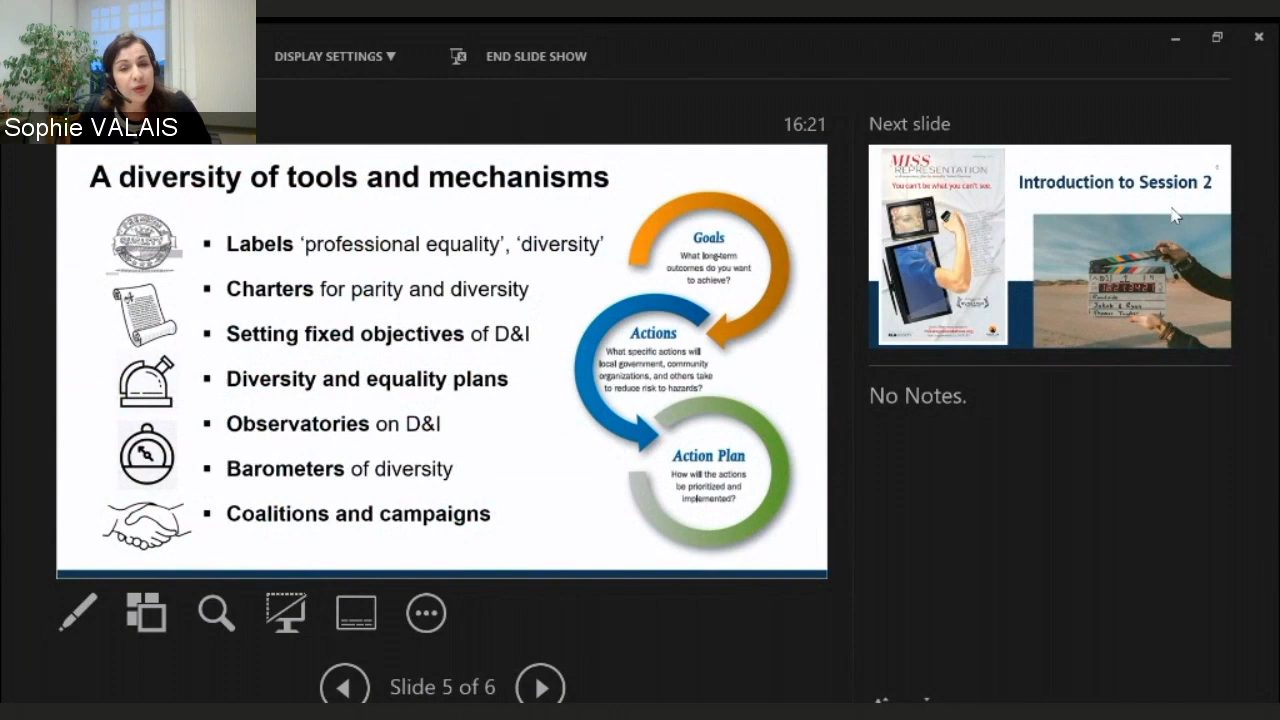 DISPLAY SETTINGS ▼
END SLIDE SHOW
Sophie VALAIS
16:21
Next slide
A diversity of tools and mechanisms
▪ Labels ‘professional equality’, ‘diversity’
▪ Charters for parity and diversity
▪ Setting fixed objectives of D&I
▪ Diversity and equality plans
▪ Observatories on D&I
▪ Barometers of diversity
▪ Coalitions and campaigns
Goals
What long-term
outcomes do you want
to achieve?
Actions
What specific actions will
local government, community
organizations, and others take
to reduce risk to hazards?
Action Plan
How will the actions
be prioritized and
implemented?
MISS
REPRESENTATION
You can't be what you can't see.
Introduction to Session 2
No Notes.
Slide 5 of 6